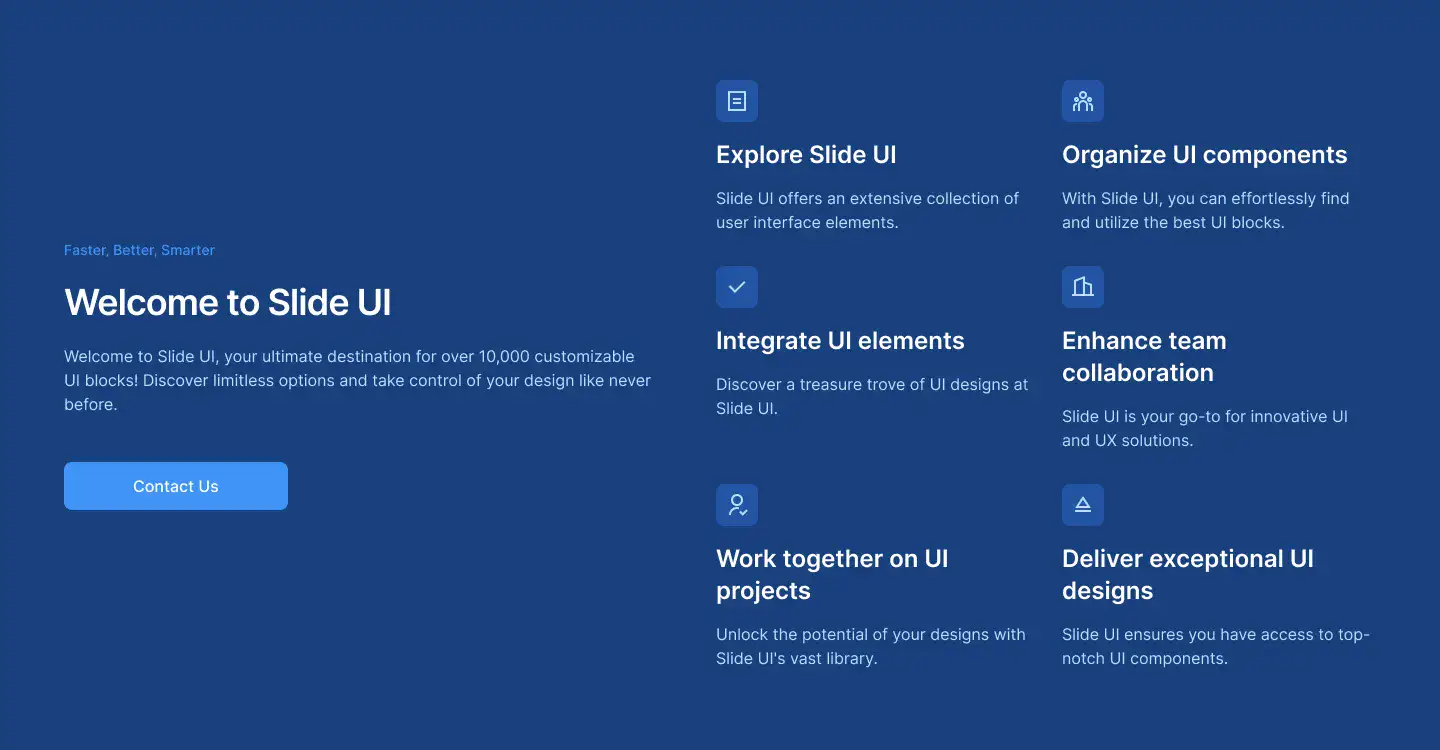 Faster, Better, Smarter
Welcome to Slide UI
Welcome to Slide UI, your ultimate destination for over 10,000 customizable
UI blocks! Discover limitless options and take control of your design like never
before.
Contact Us
Explore Slide UI
Slide UI offers an extensive collection of
user interface elements.
Organize UI components
With Slide UI, you can effortlessly find
and utilize the best UI blocks.
Integrate UI elements
Discover a treasure trove of UI designs at
Slide UI.
Enhance team
collaboration
Slide UI is your go-to for innovative UI
and UX solutions.
Work together on UI
projects
Unlock the potential of your designs with
Slide UI's vast library.
Deliver exceptional UI
designs
Slide UI ensures you have access to top-
notch UI components.